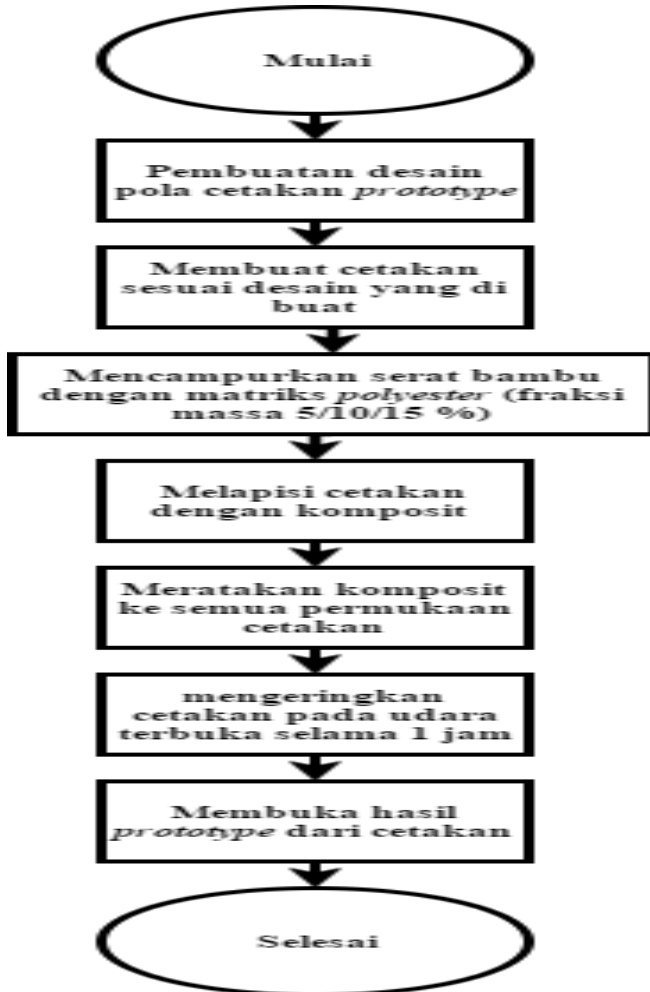 Mulai
Pembuatan desain
pola cetakan prototype
Membuat cetakan
sesuai desain yang di
buat
Mencampurkan serat bambu
dengan matriks polyester (fraksi
massa 5/10/15 %)
Melapisi cetakan
dengan komposit
Meratakan komposit
ke semua permukaan
cetakan
mengeringkan
cetakan pada udara
terbuka selama 1 jam
Membuka hasil
prototype dari cetakan
Selesai